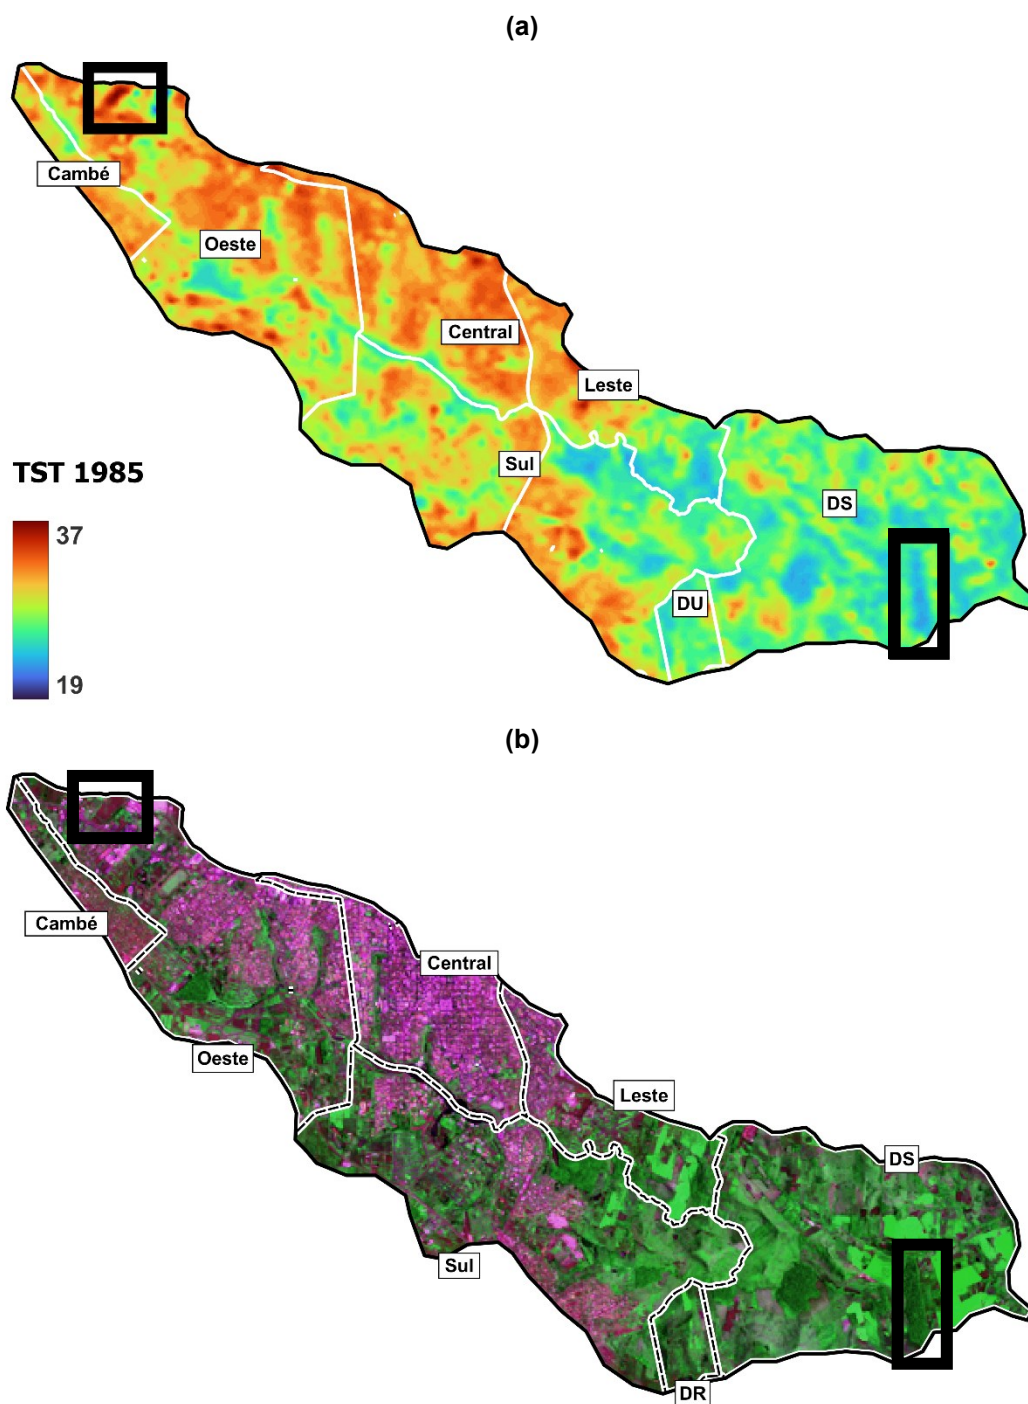 (a)
Cambé
Oeste
Central
Leste
Sul
TST 1985
DS
37
DU
19
(b)
Cambé
Central
Oeste
Leste
DS
Sul
DR